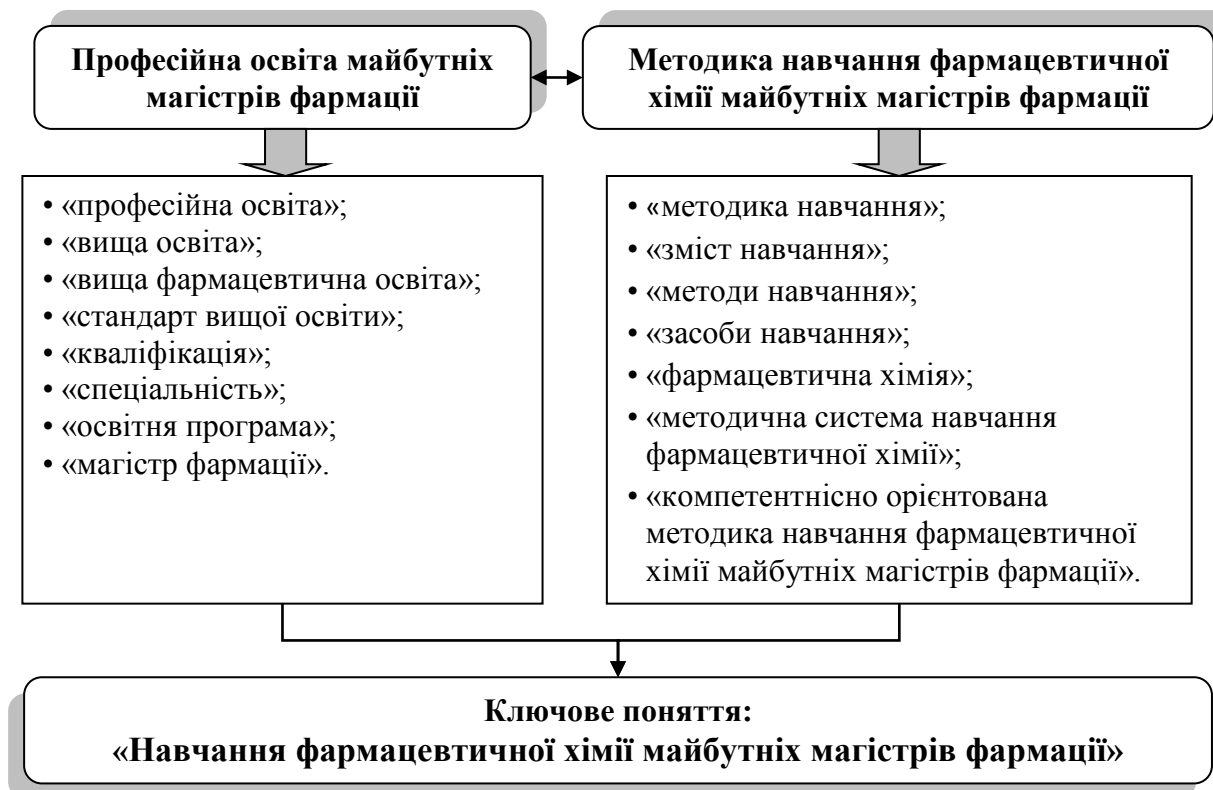 Професійна освіта майбутніх
магістрів фармації
Методика навчання фармацевтичної
хімії майбутніх магістрів фармації
• «професійна освіта»;
• «вища освіта»;
• «вища фармацевтична освіта»;
• «стандарт вищої освіти»;
• «кваліфікація»;
• «спеціальність»;
• «освітня програма»;
• «магістр фармації».
• «методика навчання»;
• «зміст навчання»;
• «методи навчання»;
• «засоби навчання»;
• «фармацевтична хімія»;
• «методична система навчання
фармацевтичної хімії»;
• «компетентнісно орієнтована
методика навчання фармацевтичної
хімії майбутніх магістрів фармації».
Ключове поняття:
«Навчання фармацевтичної хімії майбутніх магістрів фармації»